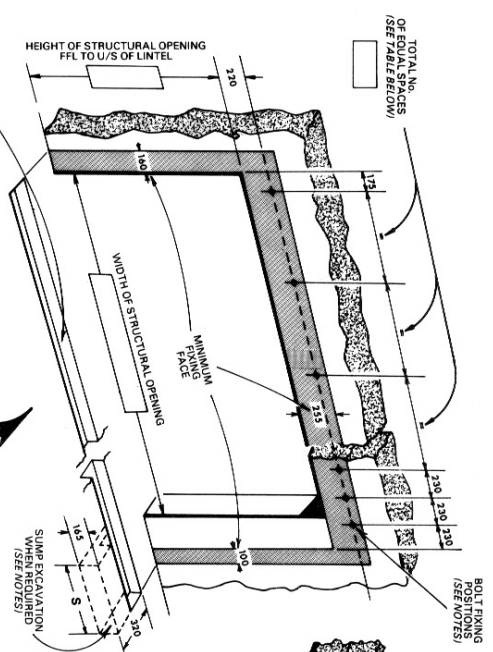 TOTAL No.
OF EQUAL SPACES
(SEE TABLE BELOW)
HEIGHT OF STRUCTURAL OPENING
FFL TO U/S OF LINTEL
220
175
=
=
=
160
WIDTH OF STRUCTURAL OPENING
MINIMUM
FIXING
FACE
255
230
230
230
BOLT FIXING
POSITIONS
(SEE NOTES)
100
165
S
320
SUMP EXCAVATION
WHEN REQUIRED
(SEE NOTES)